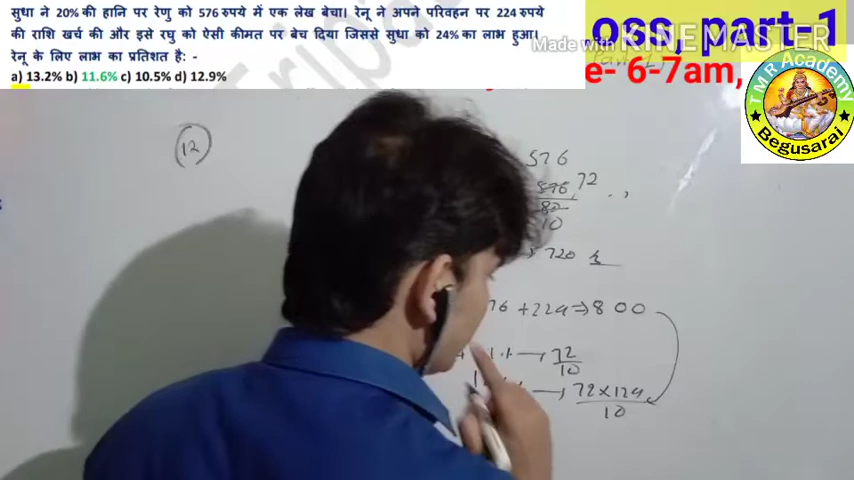 सुधा ने 20% की हानि पर रेणु को 576 रुपये में एक लेख बेचा। रेनू ने अपने परिवहन पर 224 रुपये
की राशि खर्च की और इसे रघु को ऐसी कीमत पर बेच दिया जिससे सुधा को 24% का लाभ हुआ।
रेनू के लिए लाभ का प्रतिशत है: -
a) 13.2% b) 11.6% c) 10.5% d) 12.9%
oss, part-1
Made with KINEMASTER
e- 6-7am,
TMR Academy
Begusarai
12
576
72
10
720
76 + 224 ⇒ 800
72
10
72 × 124
10